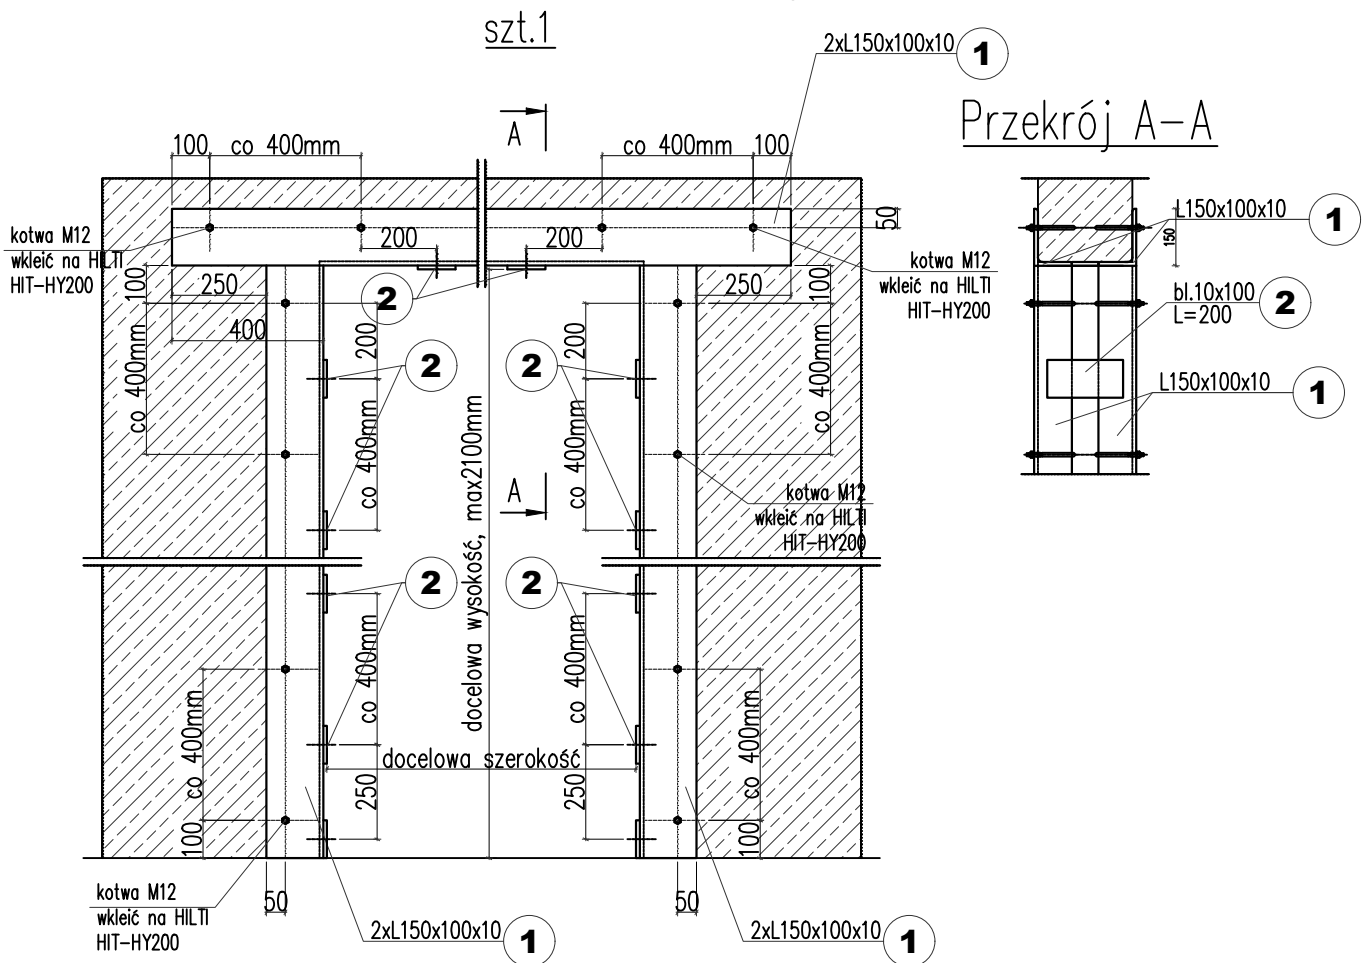 szt.1
2xL150x100x10 1
A
Przekrój A-A
100 co 400mm
co 400mm 100
50
kotwa M12
wkleić na HILTI
HIT-HY200
200
200
kotwa M12
wkleić na HILTI
HIT-HY200
L150x100x10 1
150
bl.10x100
L=200
2
L150x100x10 1
100
250
400
2
250
100
co 400mm
200
2
2
200
co 400mm
co 400mm
docelowa wysokość, max2100mm
A
co 400mm
kotwa M12
wkleić na HILTI
HIT-HY200
2
2
co 400mm
co 400mm
co 400mm
co 400mm
docelowa szerokość
250
250
100
100
50
50
kotwa M12
wkleić na HILTI
HIT-HY200
2xL150x100x10 1
2xL150x100x10 1